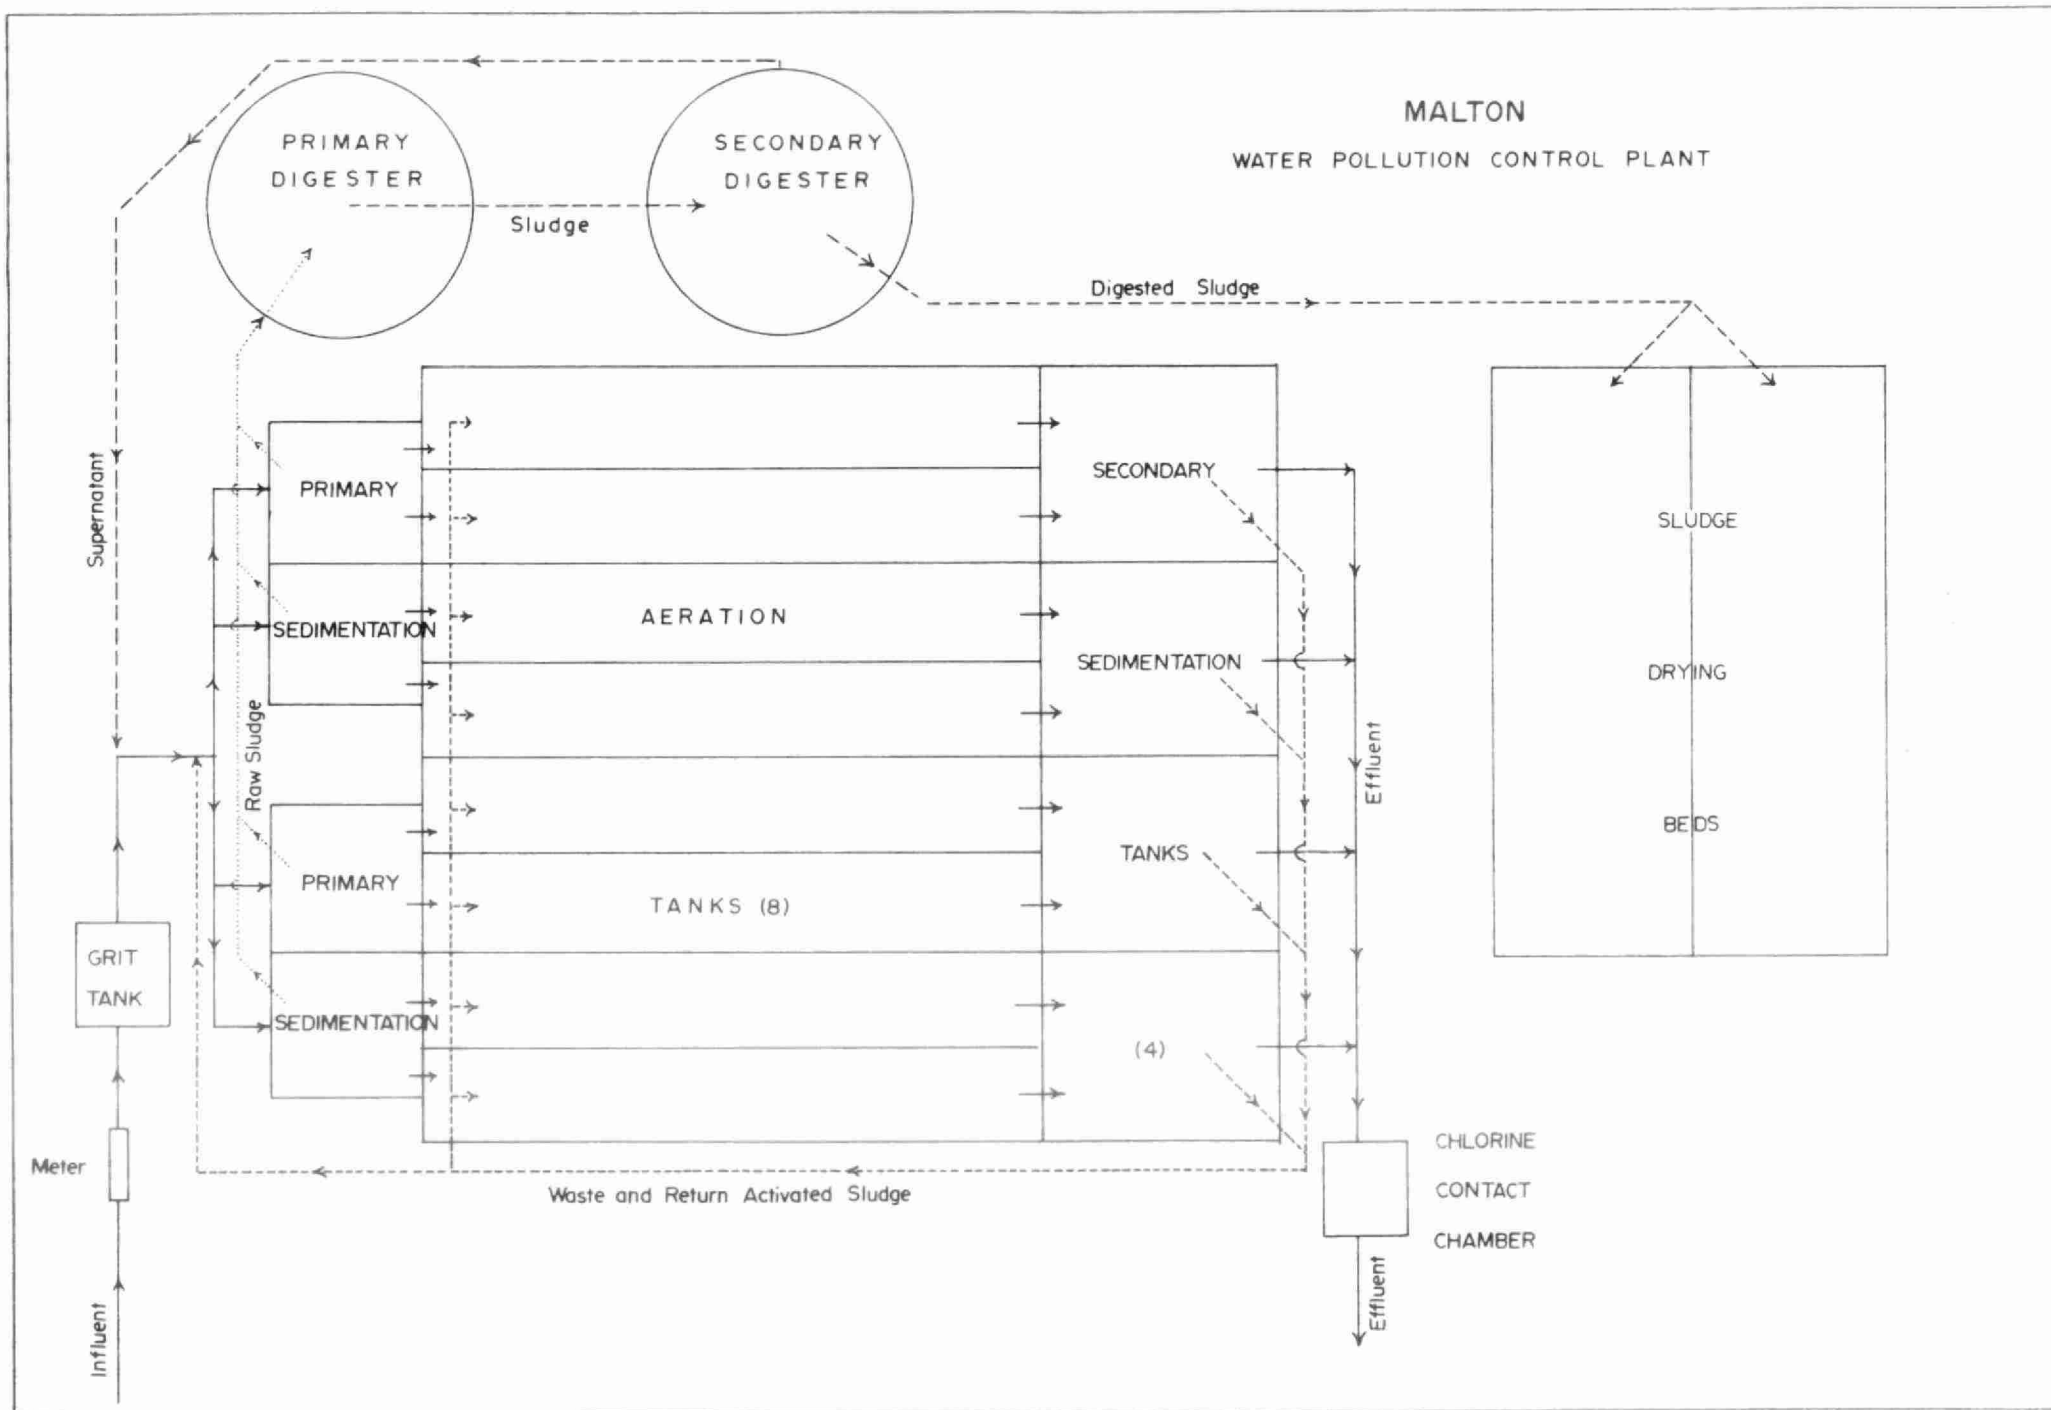 MALTON
WATER POLLUTION CONTROL PLANT
PRIMARY
DIGESTER
SECONDARY
DIGESTER
Sludge
Digested Sludge
Supernatant
PRIMARY
SEDIMENTATION
Raw Sludge
PRIMARY
SEDIMENTATION
AERATION
TANKS (8)
SECONDARY
SEDIMENTATION
TANKS
(4)
Effluent
SLUDGE
DRYING
BEDS
GRIT
TANK
Meter
Influent
Waste and Return Activated Sludge
CHLORINE
CONTACT
CHAMBER
Effluent